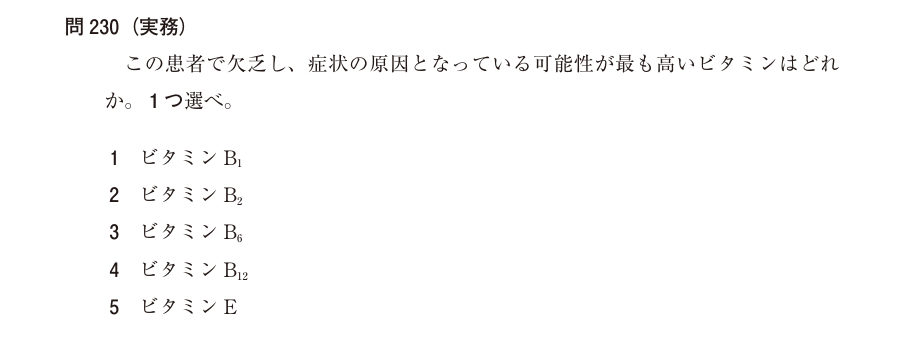 問 230（実務）
この患者で欠乏し、症状の原因となっている可能性が最も高いビタミンはどれ
か。1つ選べ。
1 ビタミン B₁
2 ビタミン B₂
3 ビタミン B₆
4 ビタミン B₁₂
5 ビタミン E